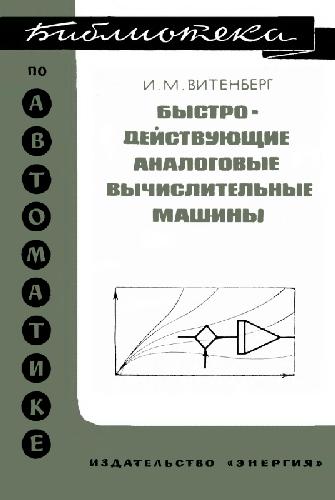 Библиотека
ПО
АВТОМАТИКЕ
И. М. ВИТЕНБЕРГ
БЫСТРО-
ДЕЙСТВУЮЩИЕ
АНАЛОГОВЫЕ
ВЫЧИСЛИТЕЛЬНЫЕ
МАШИНЫ
ИЗДАТЕЛЬСТВО «ЭНЕРГИЯ»